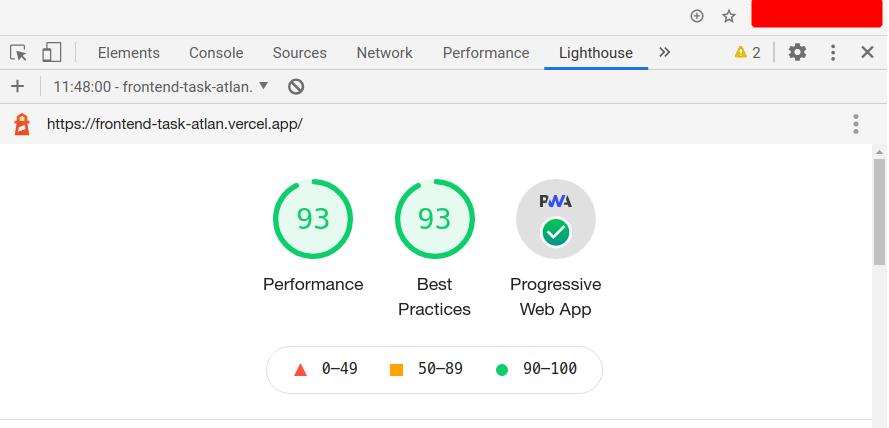 Elements Console Sources Network Performance Lighthouse 2
11:48:00 - frontend-task-atlan.
https://frontend-task-atlan.vercel.app/
93 93 PWA
Performance Best Progressive
Practices Web App
0–49 50–89 90–100